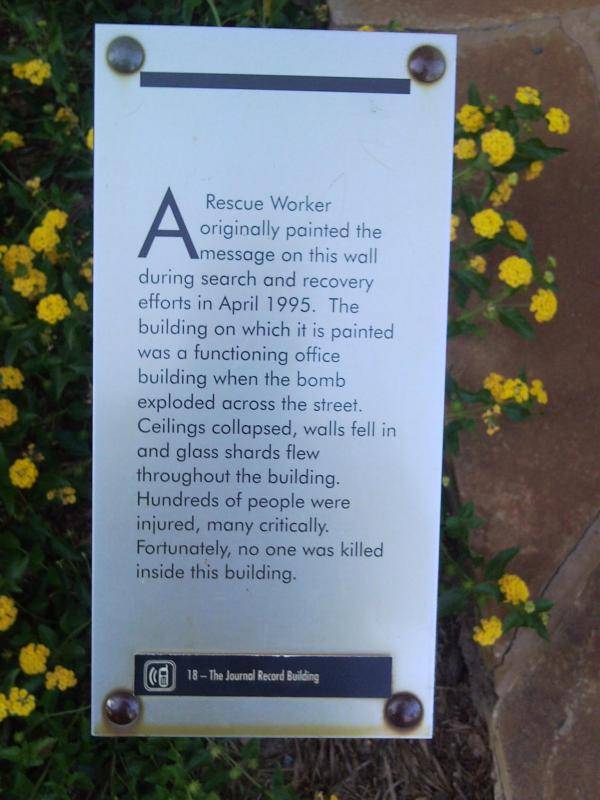 A Rescue Worker
originally painted the
message on this wall
during search and recovery
efforts in April 1995. The
building on which it is painted
was a functioning office
building when the bomb
exploded across the street.
Ceilings collapsed, walls fell in
and glass shards flew
throughout the building.
Hundreds of people were
injured, many critically.
Fortunately, no one was killed
inside this building.
18 – The Journal Record Building